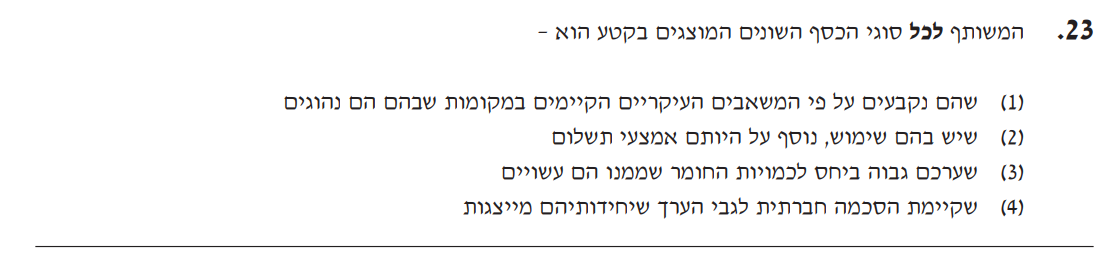 23. המשותף לכל סוגי הכסף השונים המוצגים בקטע הוא –
(1) שהם נקבעים על פי המשאבים העיקריים הקיימים במקומות שבהם הם נהוגים
(2) שיש בהם שימוש, נוסף על היותם אמצעי תשלום
(3) שערכם גבוה ביחס לכמויות החומר שממנו הם עשויים
(4) שקיימת הסכמה חברתית לגבי הערך שיחידותיהם מייצגות